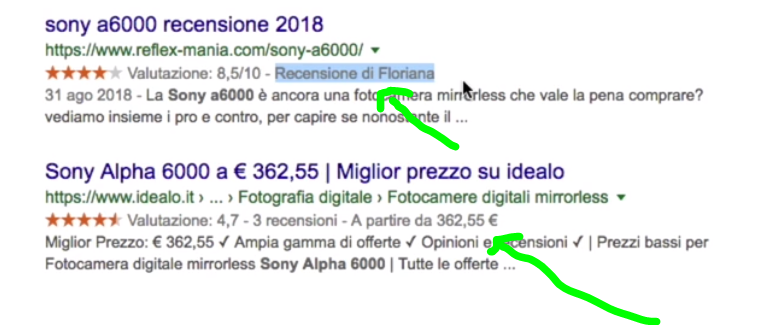 sony a6000 recensione 2018
https://www.reflex-mania.com/sony-a6000/
Valutazione: 8,5/10 - Recensione di Floriana
31 ago 2018 - La Sony a6000 è ancora una fotocamera mirrorless che vale la pena comprare?
vediamo insieme i pro e contro, per capire se nonostante il ...
Sony Alpha 6000 a € 362,55 | Miglior prezzo su idealo
https://www.idealo.it › ... › Fotografia digitale › Fotocamere digitali mirrorless
Valutazione: 4,7 - 3 recensioni - A partire da 362,55 €
Miglior Prezzo: € 362,55 ✓ Ampia gamma di offerte ✓ Opinioni e recensioni ✓ | Prezzi bassi per
Fotocamera digitale mirrorless Sony Alpha 6000 | Tutte le offerte ...